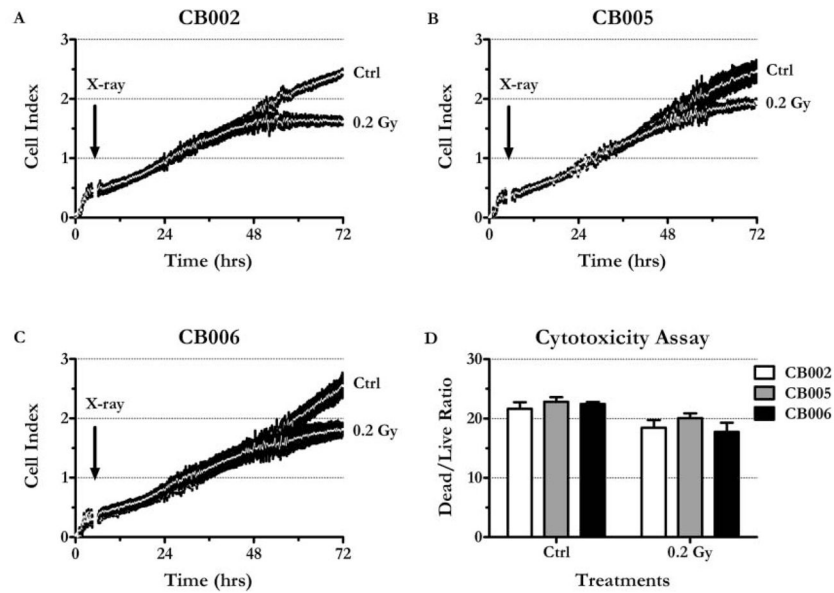 A
CB002
3
2
1
0
Cell Index
X-ray
Ctrl
0.2 Gy
0 24 48 72
Time (hrs)
B
CB005
3
2
1
0
Cell Index
X-ray
Ctrl
0.2 Gy
0 24 48 72
Time (hrs)
C
CB006
3
2
1
0
Cell Index
X-ray
Ctrl
0.2 Gy
0 24 48 72
Time (hrs)
D
Cytotoxicity Assay
30
20
10
0
Dead/Live Ratio
CB002
CB005
CB006
Ctrl 0.2 Gy
Treatments